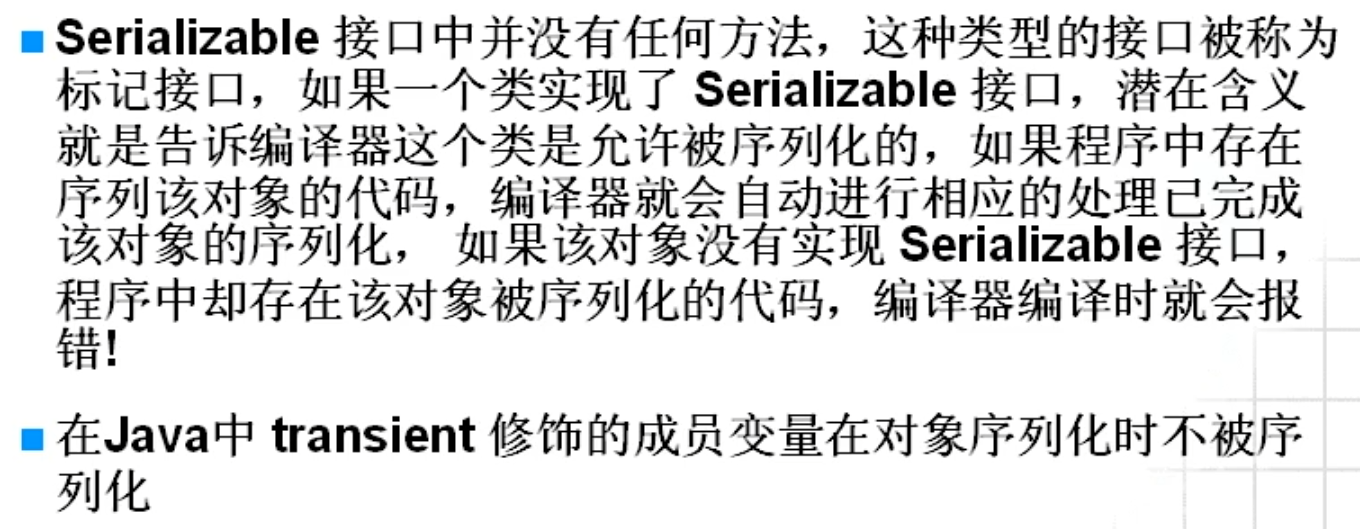 Serializable 接口中并没有任何方法，这种类型的接口被称为
标记接口，如果一个类实现了 Serializable 接口，潜在含义
就是告诉编译器这个类是允许被序列化的，如果程序中存在
序列该对象的代码，编译器就会自动进行相应的处理已完成
该对象的序列化， 如果该对象没有实现 Serializable 接口，
程序中却存在该对象被序列化的代码，编译器编译时就会报
错!
在Java中 transient 修饰的成员变量在对象序列化时不被序
列化